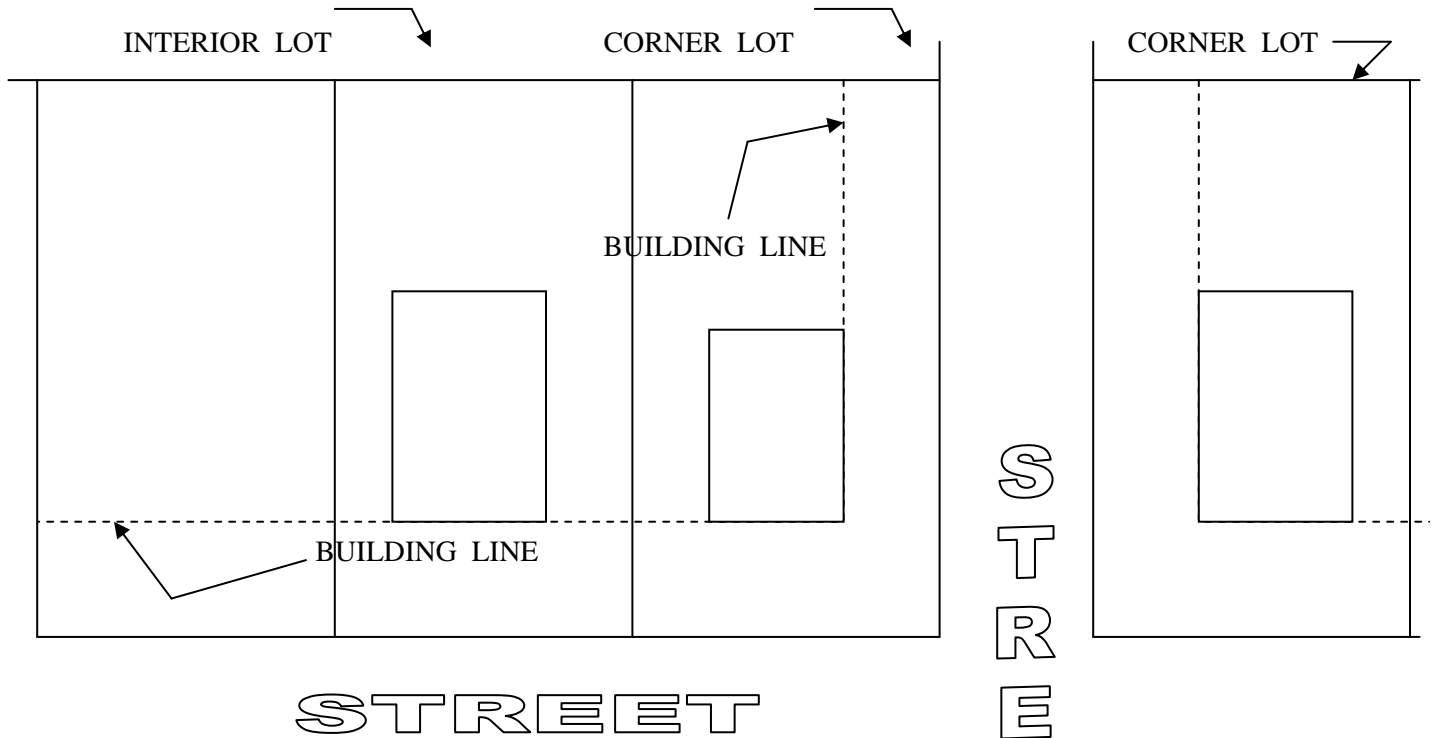 INTERIOR LOT
CORNER LOT
CORNER LOT
BUILDING LINE
BUILDING LINE
STREET
STRE